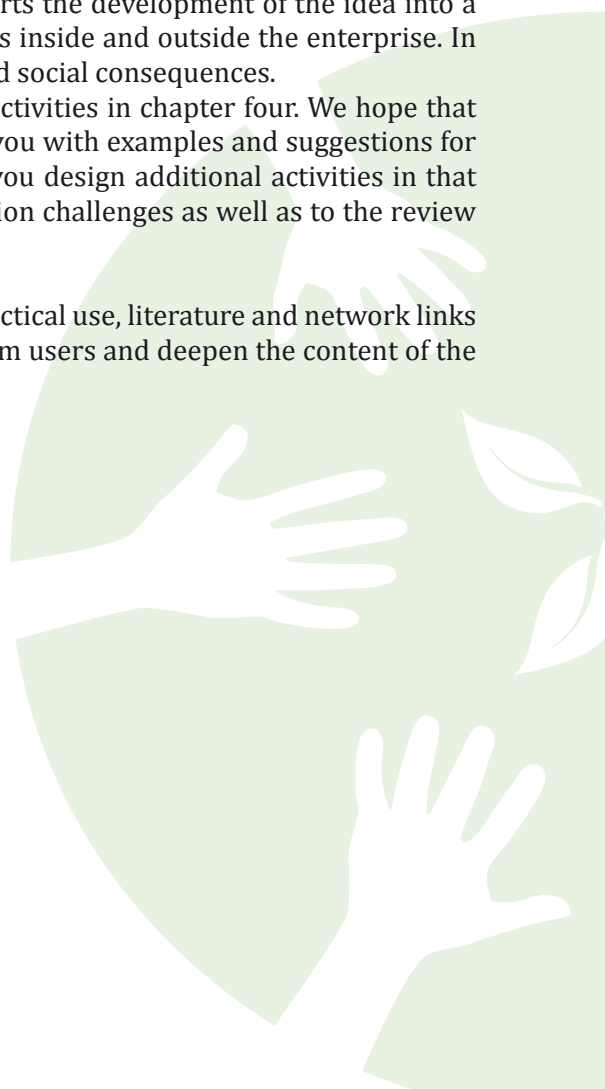 rts the development of the idea into a
s inside and outside the enterprise. In
d social consequences.
ctivities in chapter four. We hope that
you with examples and suggestions for
you design additional activities in that
ion challenges as well as to the review
ctical use, literature and network links
m users and deepen the content of the